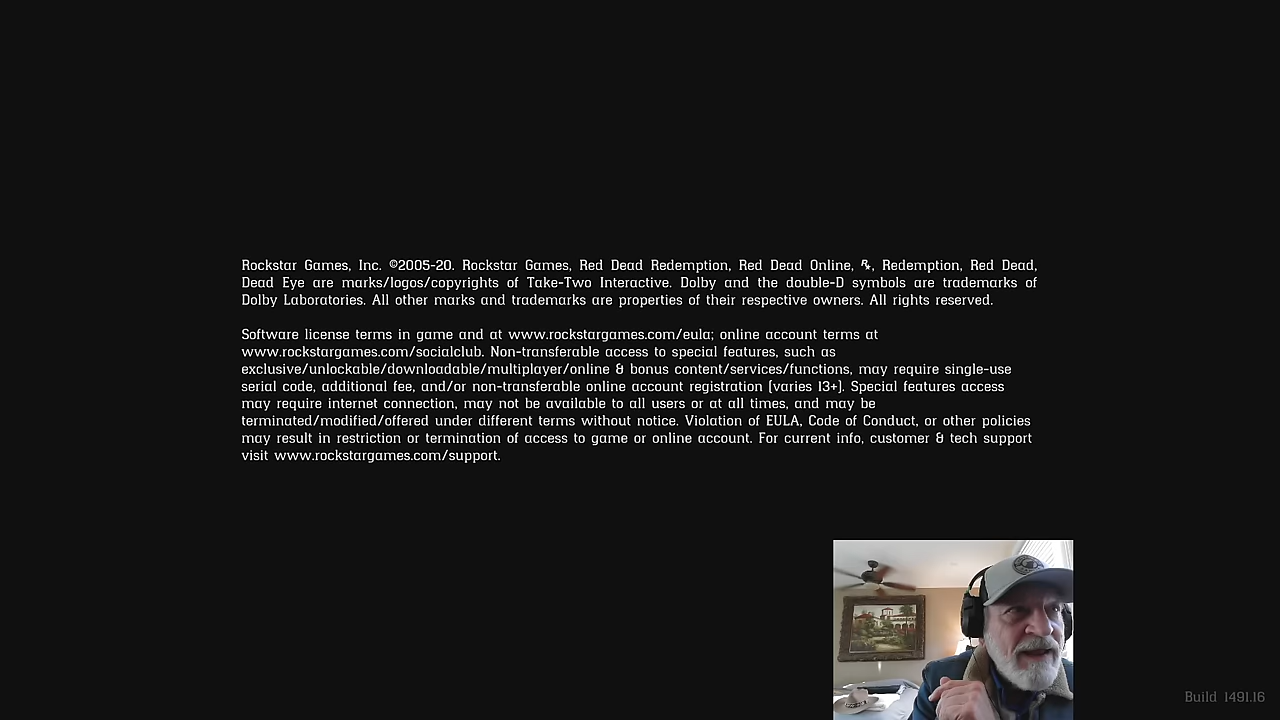 Rockstar Games, Inc. ©2005-20. Rockstar Games, Red Dead Redemption, Red Dead Online, R★, Redemption, Red Dead,
Dead Eye are marks/logos/copyrights of Take-Two Interactive. Dolby and the double-D symbols are trademarks of
Dolby Laboratories. All other marks and trademarks are properties of their respective owners. All rights reserved.
Software license terms in game and at www.rockstargames.com/eula; online account terms at
www.rockstargames.com/socialclub. Non-transferable access to special features, such as
exclusive/unlockable/downloadable/multiplayer/online & bonus content/services/functions, may require single-use
serial code, additional fee, and/or non-transferable online account registration (varies 13+). Special features access
may require internet connection, may not be available to all users or at all times, and may be
terminated/modified/offered under different terms without notice. Violation of EULA, Code of Conduct, or other policies
may result in restriction or termination of access to game or online account. For current info, customer & tech support
visit www.rockstargames.com/support.
Build 1491.16